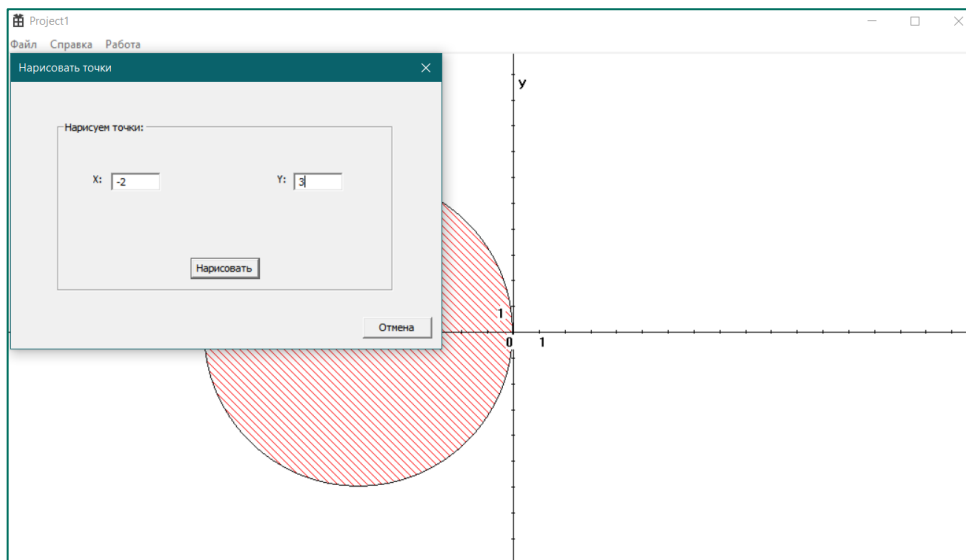 Project1
Файл Справка Работа
Нарисовать точки
Нарисуем точки:
X: -2 Y: 3
Нарисовать
Отмена
y
1
0 1